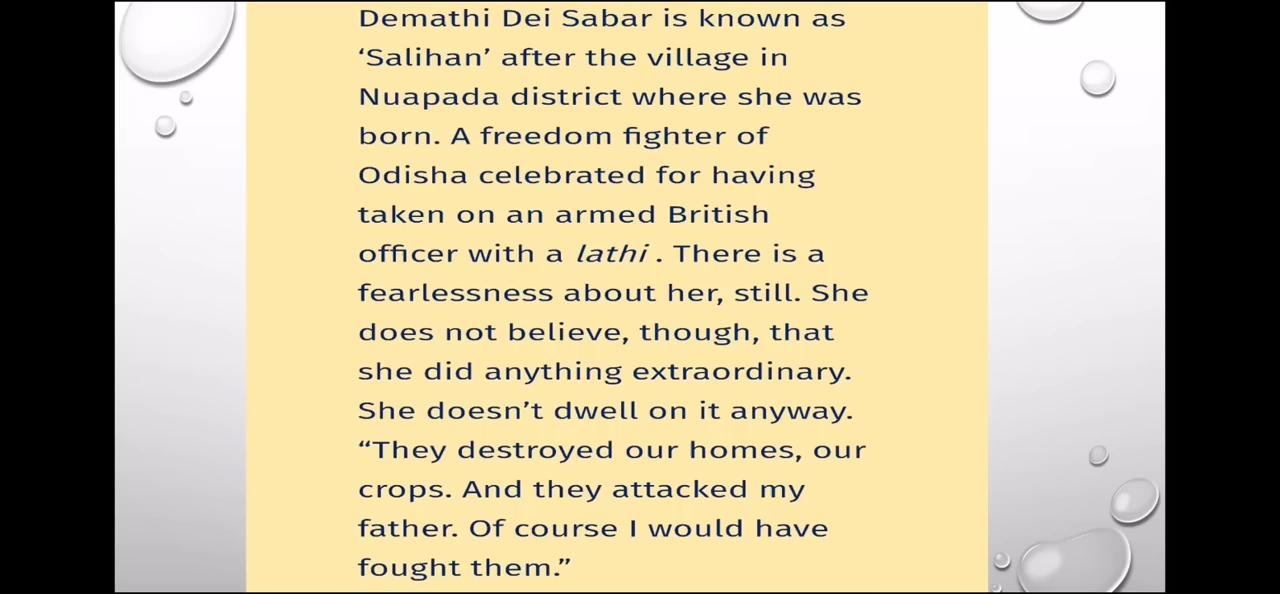 Demathi Dei Sabar is known as
‘Salihan’ after the village in
Nuapada district where she was
born. A freedom fighter of
Odisha celebrated for having
taken on an armed British
officer with a lathi . There is a
fearlessness about her, still. She
does not believe, though, that
she did anything extraordinary.
She doesn’t dwell on it anyway.
“They destroyed our homes, our
crops. And they attacked my
father. Of course I would have
fought them.”